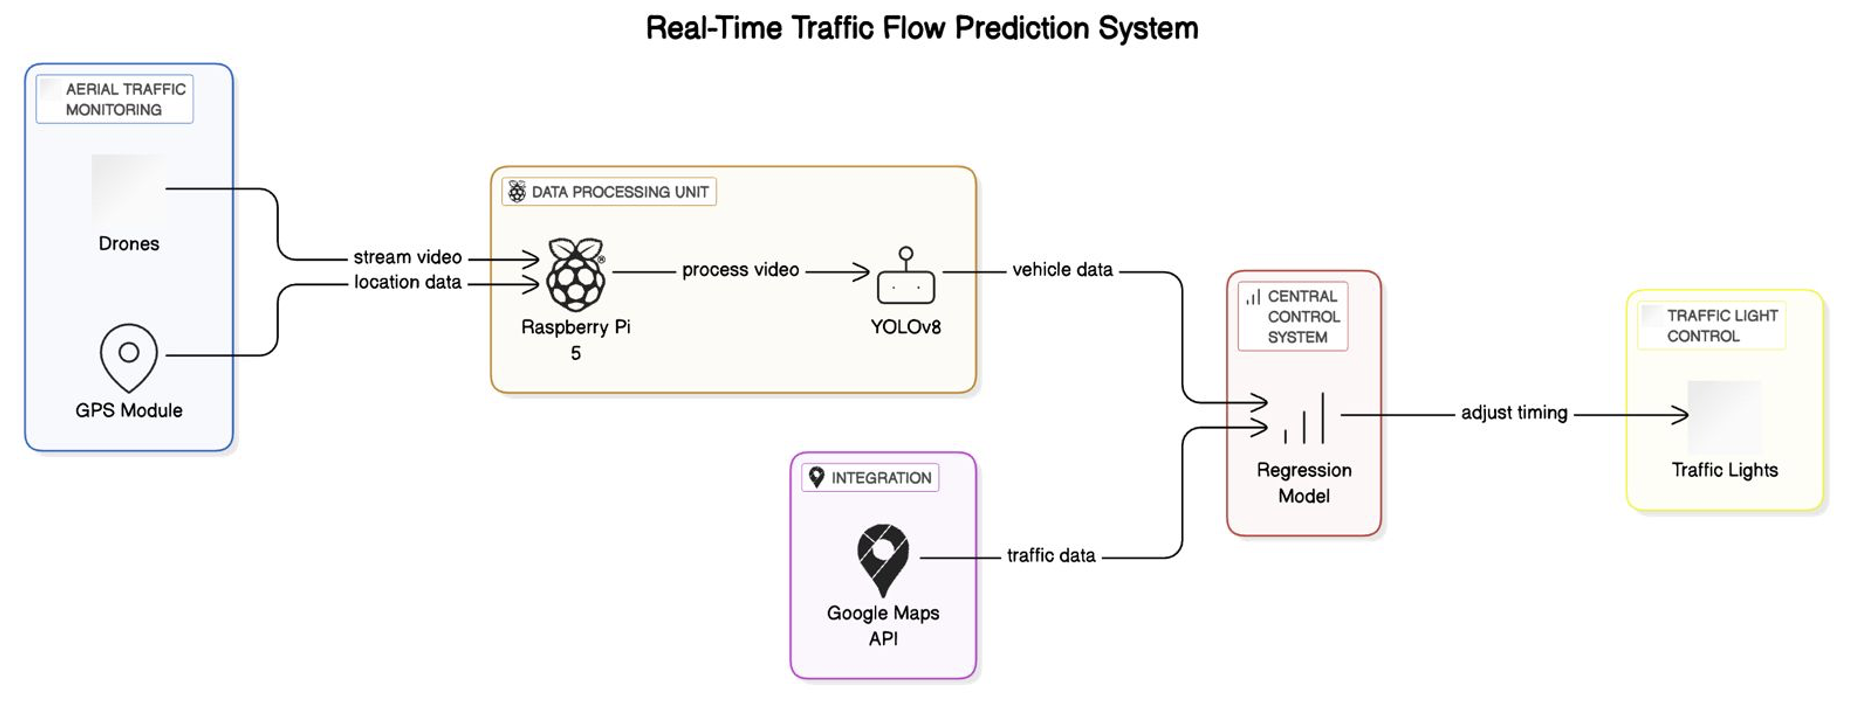 Real-Time Traffic Flow Prediction System
AERIAL TRAFFIC
MONITORING
Drones
GPS Module
stream video
location data
DATA PROCESSING UNIT
Raspberry Pi
5
process video
YOLOv8
vehicle data
INTEGRATION
Google Maps
API
traffic data
CENTRAL
CONTROL
SYSTEM
Regression
Model
adjust timing
TRAFFIC LIGHT
CONTROL
Traffic Lights